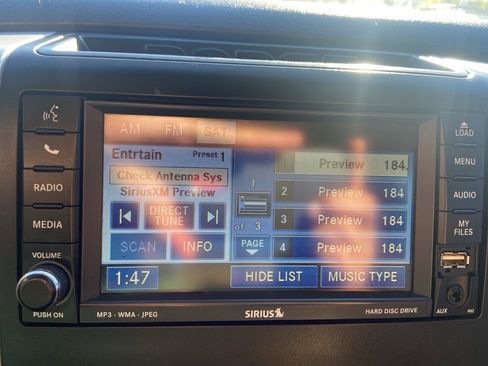 DODGE
AM FM SAT
Entrtain Preset 1
Check Antenna Sys
SiriusXM Preview
DIRECT
TUNE
SCAN INFO
1
of 3
PAGE
1 Preview 184
2 Preview 184
3 Preview 184
4 Preview 184
1:47 HIDE LIST MUSIC TYPE
RADIO
MEDIA
VOLUME
PUSH ON
LOAD
MENU
AUDIO
MY
FILES
AUX
MP3 · WMA · JPEG SIRIUS HARD DISC DRIVE